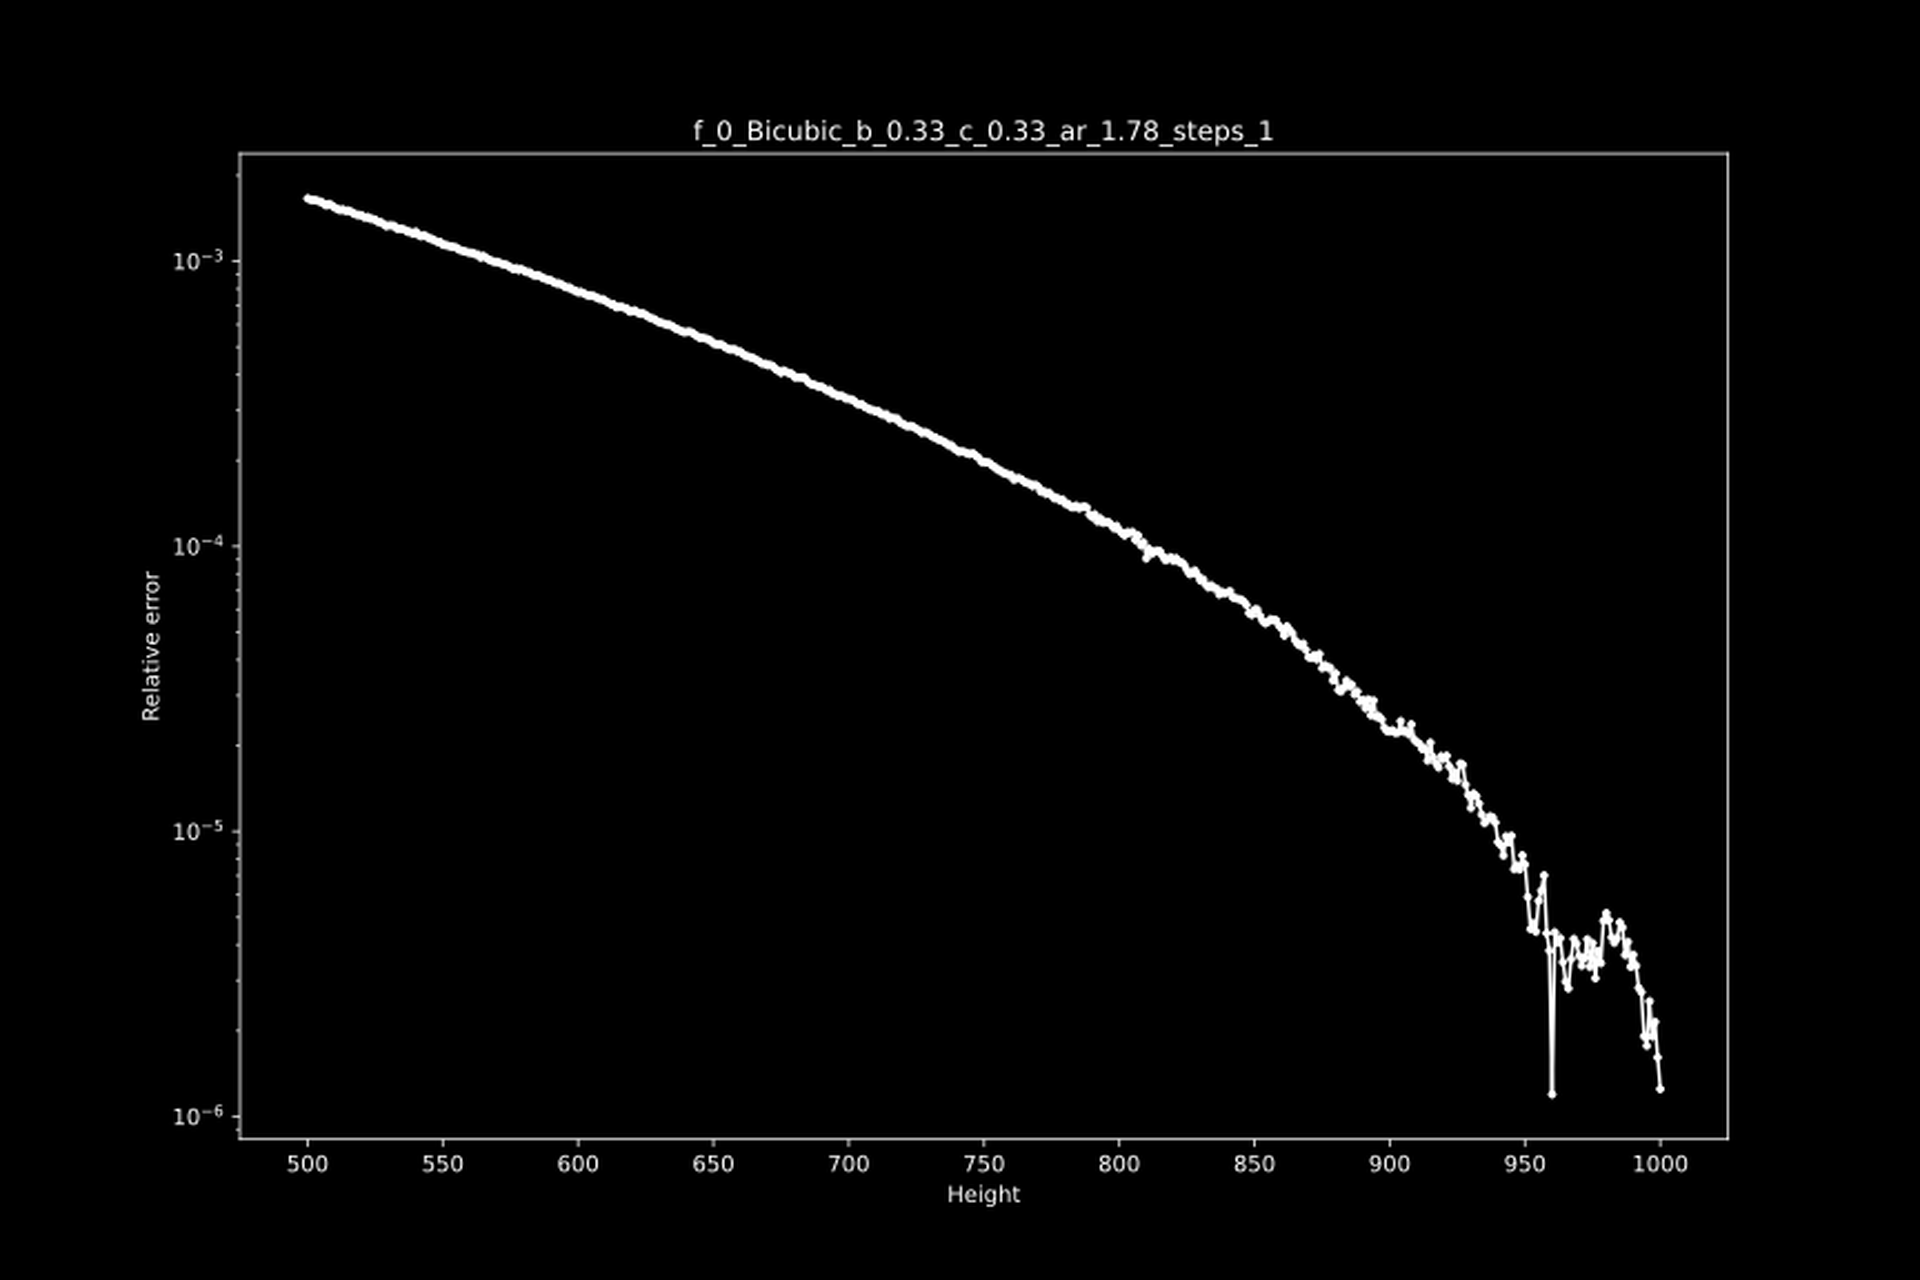 f_0_Bicubic_b_0.33_c_0.33_ar_1.78_steps_1
Relative error
10⁻³
10⁻⁴
10⁻⁵
10⁻⁶
500 550 600 650 700 750 800 850 900 950 1000
Height